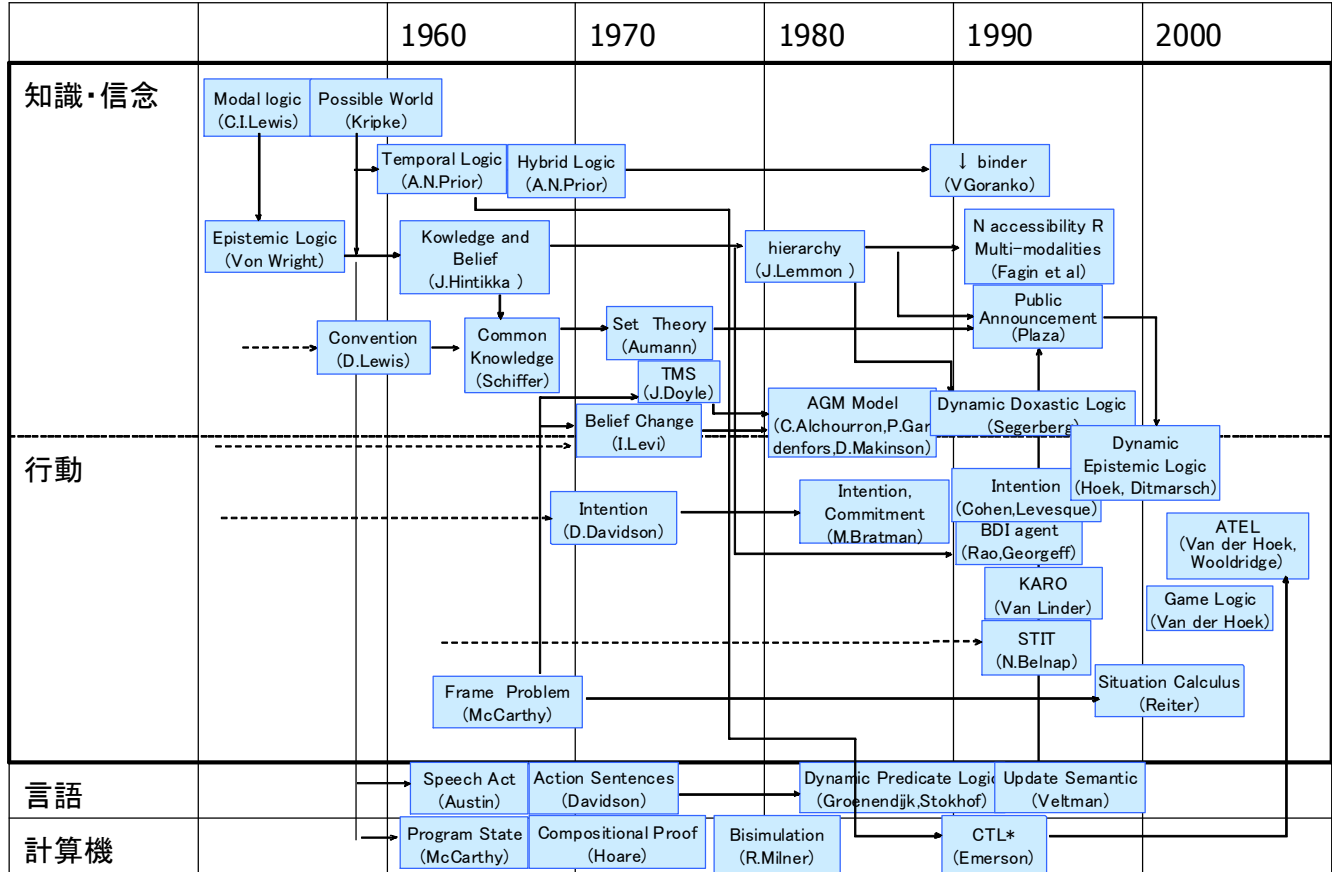 1960 1970 1980 1990 2000
知識・信念
Modal logic
(C.I.Lewis)
Possible World
(Kripke)
Temporal Logic
(A.N.Prior)
Hybrid Logic
(A.N.Prior)
↓ binder
(VGoranko)
Epistemic Logic
(Von Wright)
Kowledge and
Belief
(J.Hintikka )
hierarchy
(J.Lemmon )
N accessibility R
Multi-modalities
(Fagin et al)
Convention
(D.Lewis)
Common
Knowledge
(Schiffer)
Set Theory
(Aumann)
Public
Announcement
(Plaza)
TMS
(J.Doyle)
Belief Change
(I.Levi)
AGM Model
(C.Alchourron,P.Gar
denfors,D.Makinson)
Dynamic Doxastic Logic
(Segerberg)
行動
Dynamic
Epistemic Logic
(Hoek, Ditmarsch)
Intention
(D.Davidson)
Intention,
Commitment
(M.Bratman)
Intention
(Cohen,Levesque)
BDI agent
(Rao,Georgeff)
ATEL
(Van der Hoek,
Wooldridge)
KARO
(Van Linder)
Game Logic
(Van der Hoek)
STIT
(N.Belnap)
Frame Problem
(McCarthy)
Situation Calculus
(Reiter)
言語
Speech Act
(Austin)
Action Sentences
(Davidson)
Dynamic Predicate Logic
(Groenendijk,Stokhof)
Update Semantic
(Veltman)
計算機
Program State
(McCarthy)
Compositional Proof
(Hoare)
Bisimulation
(R.Milner)
CTL*
(Emerson)